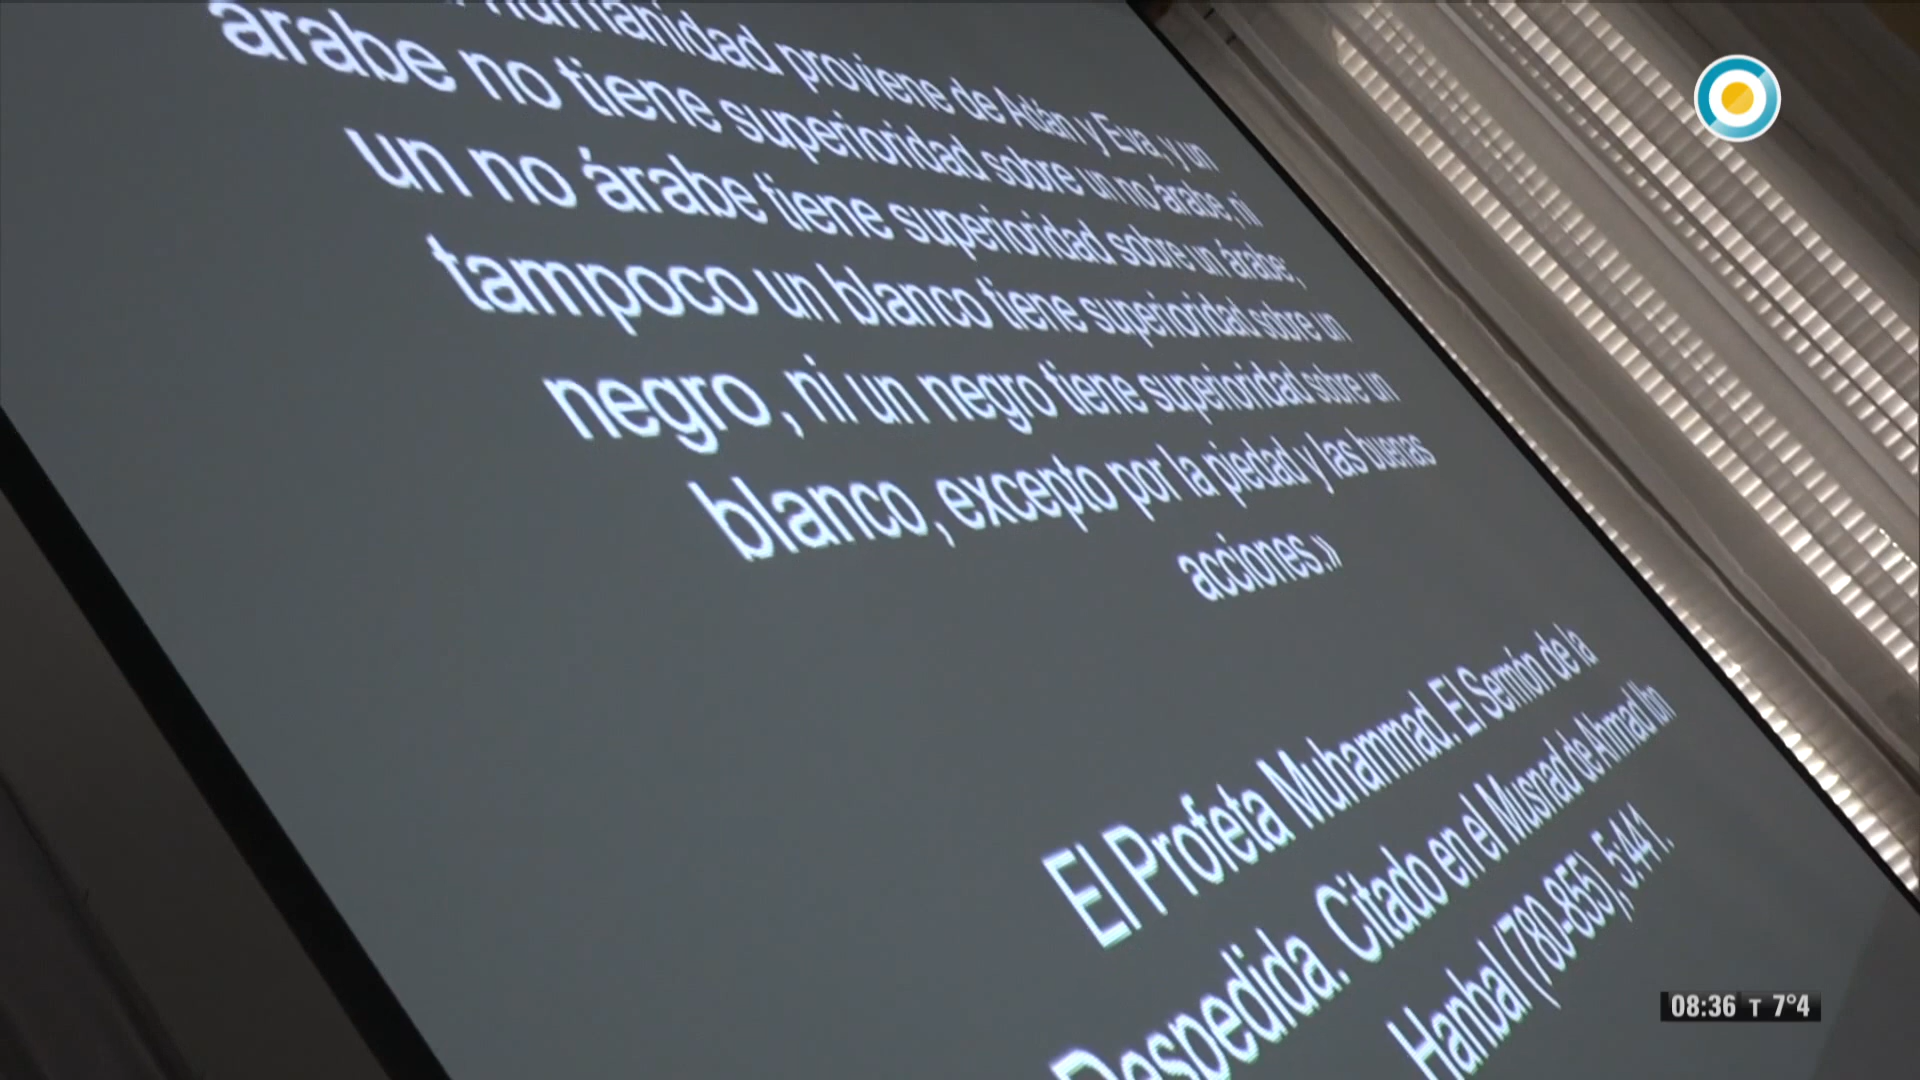 humanidad proviene de Adán y Eva, y un
árabe no tiene superioridad sobre un no árabe, ni
un no árabe tiene superioridad sobre un árabe;
tampoco un blanco tiene superioridad sobre un
negro, ni un negro tiene superioridad sobre un
blanco, excepto por la piedad y las buenas
acciones.»
El Profeta Muhammad. El Sermón de la
Despedida. Citado en el Musnad de Ahmad Ibn
Hanbal (780-855), 5:441.
08:36 T 7°4